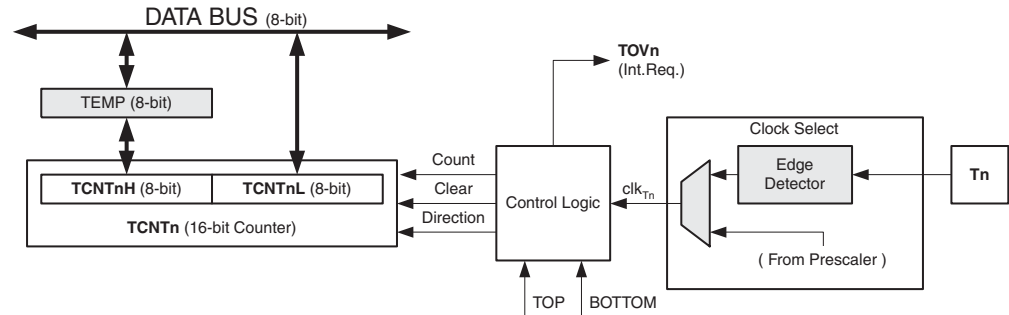 DATA BUS (8-bit)
TEMP (8-bit)
TCNTnH (8-bit)
TCNTnL (8-bit)
TCNTn (16-bit Counter)
Count
Clear
Direction
Control Logic
TOVn
(Int.Req.)
TOP
BOTTOM
clkTn
Clock Select
Edge
Detector
( From Prescaler )
Tn